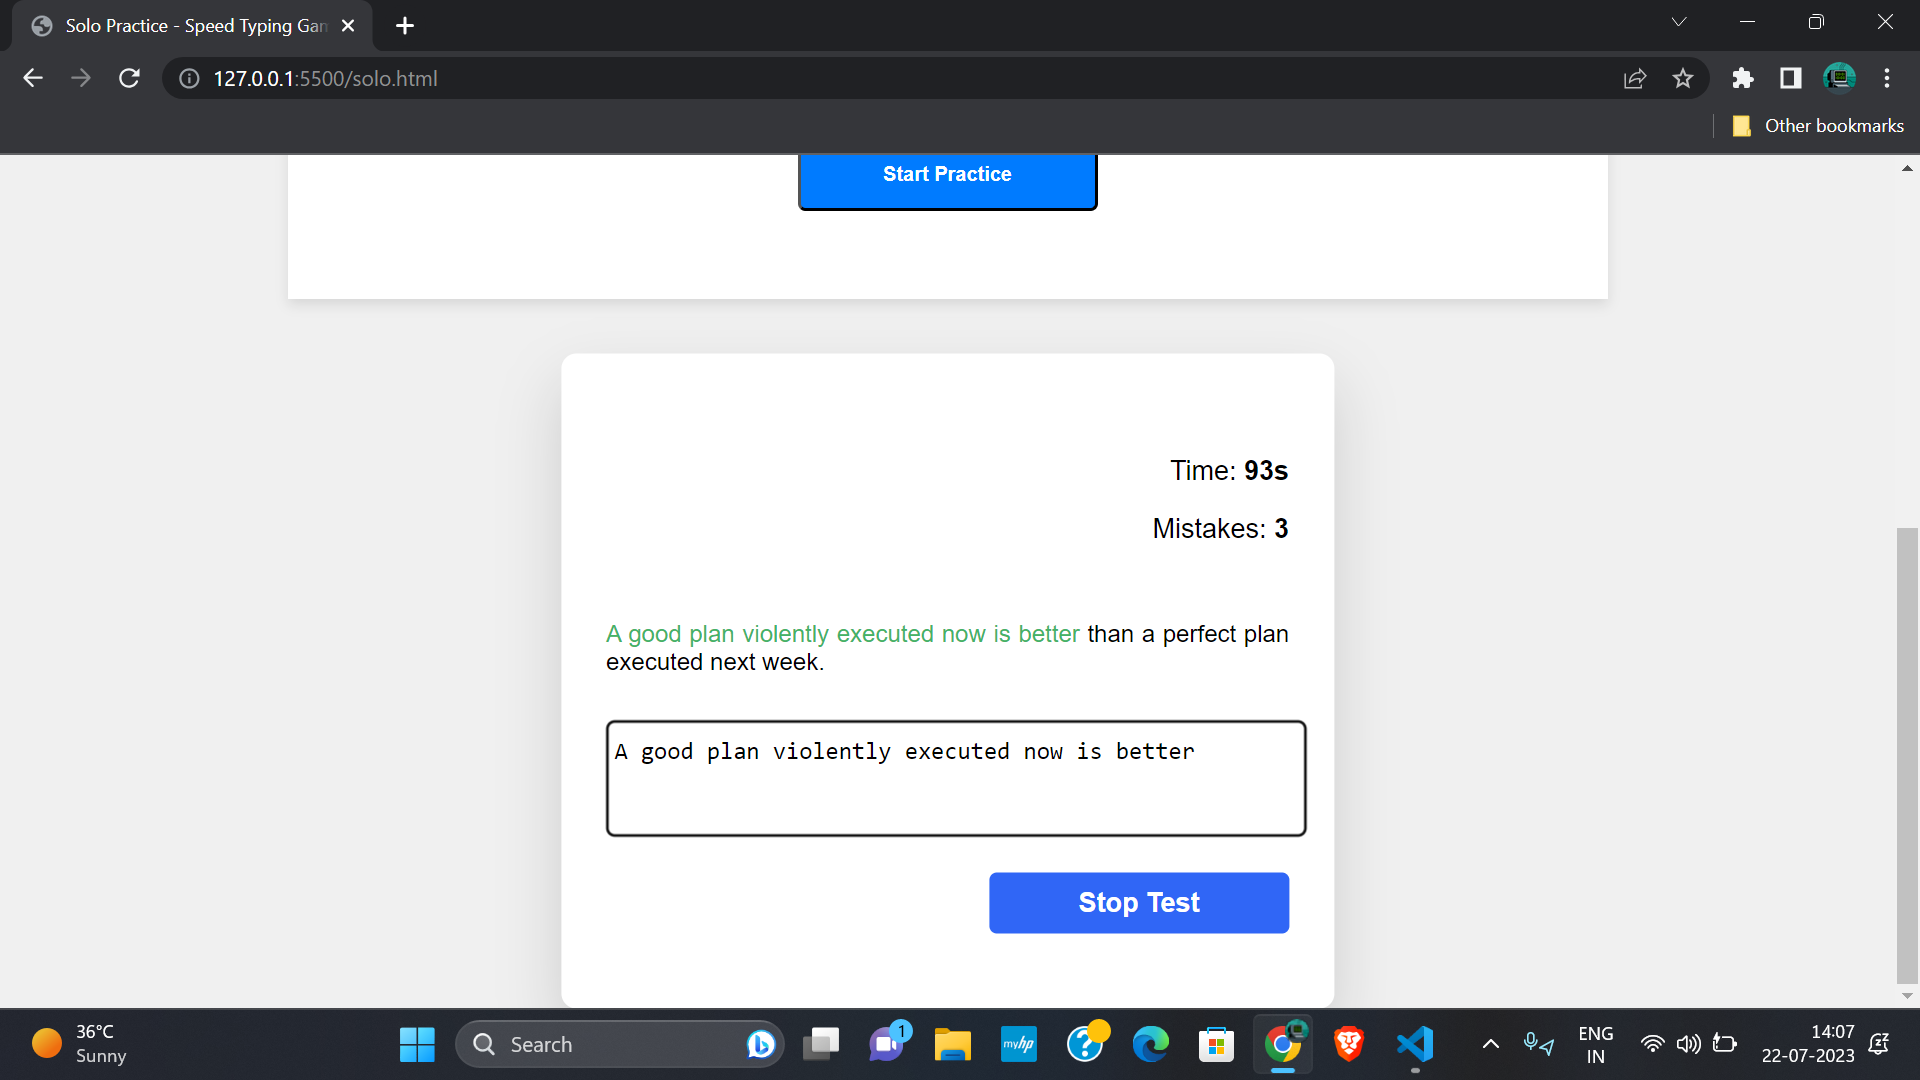 Solo Practice - Speed Typing Gam
127.0.0.1:5500/solo.html
Other bookmarks
Start Practice
Time: 93s
Mistakes: 3
A good plan violently executed now is better than a perfect plan
executed next week.
A good plan violently executed now is better
Stop Test
36°C
Sunny
Search
1
myhp
ENG
IN
14:07
22-07-2023